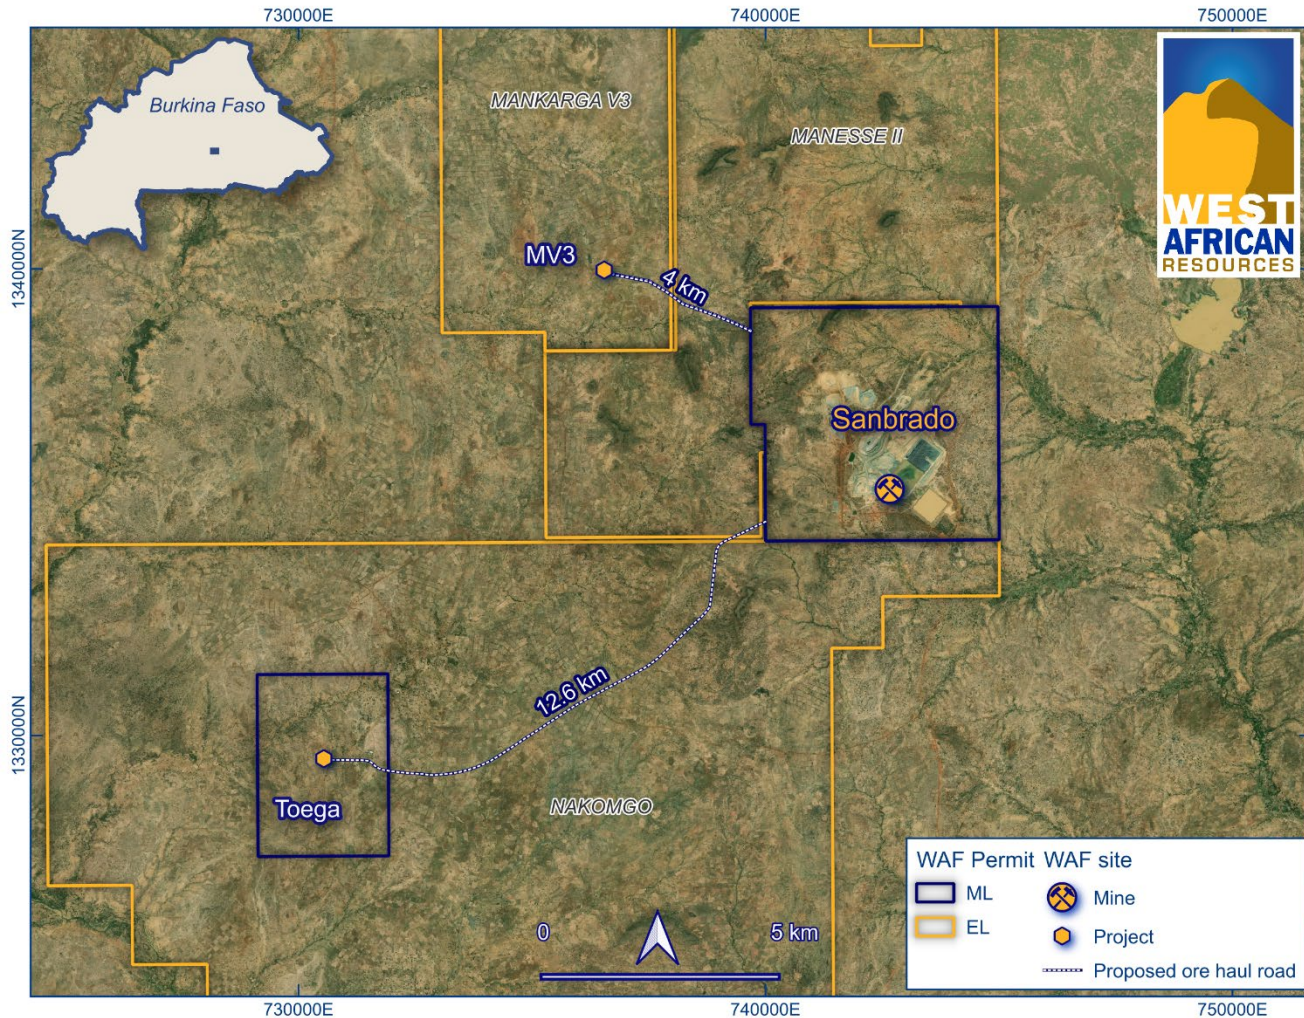 730000E
740000E
750000E
Burkina Faso
MANKARGA V3
MANESSE II
WEST
AFRICAN
RESOURCES
MV3
4 km
1340000N
Sanbrado
12.6 km
1330000N
Toega
NAKOMGO
0
5 km
WAF Permit
WAF site
ML
Mine
EL
Project
Proposed ore haul road
730000E
740000E
750000E